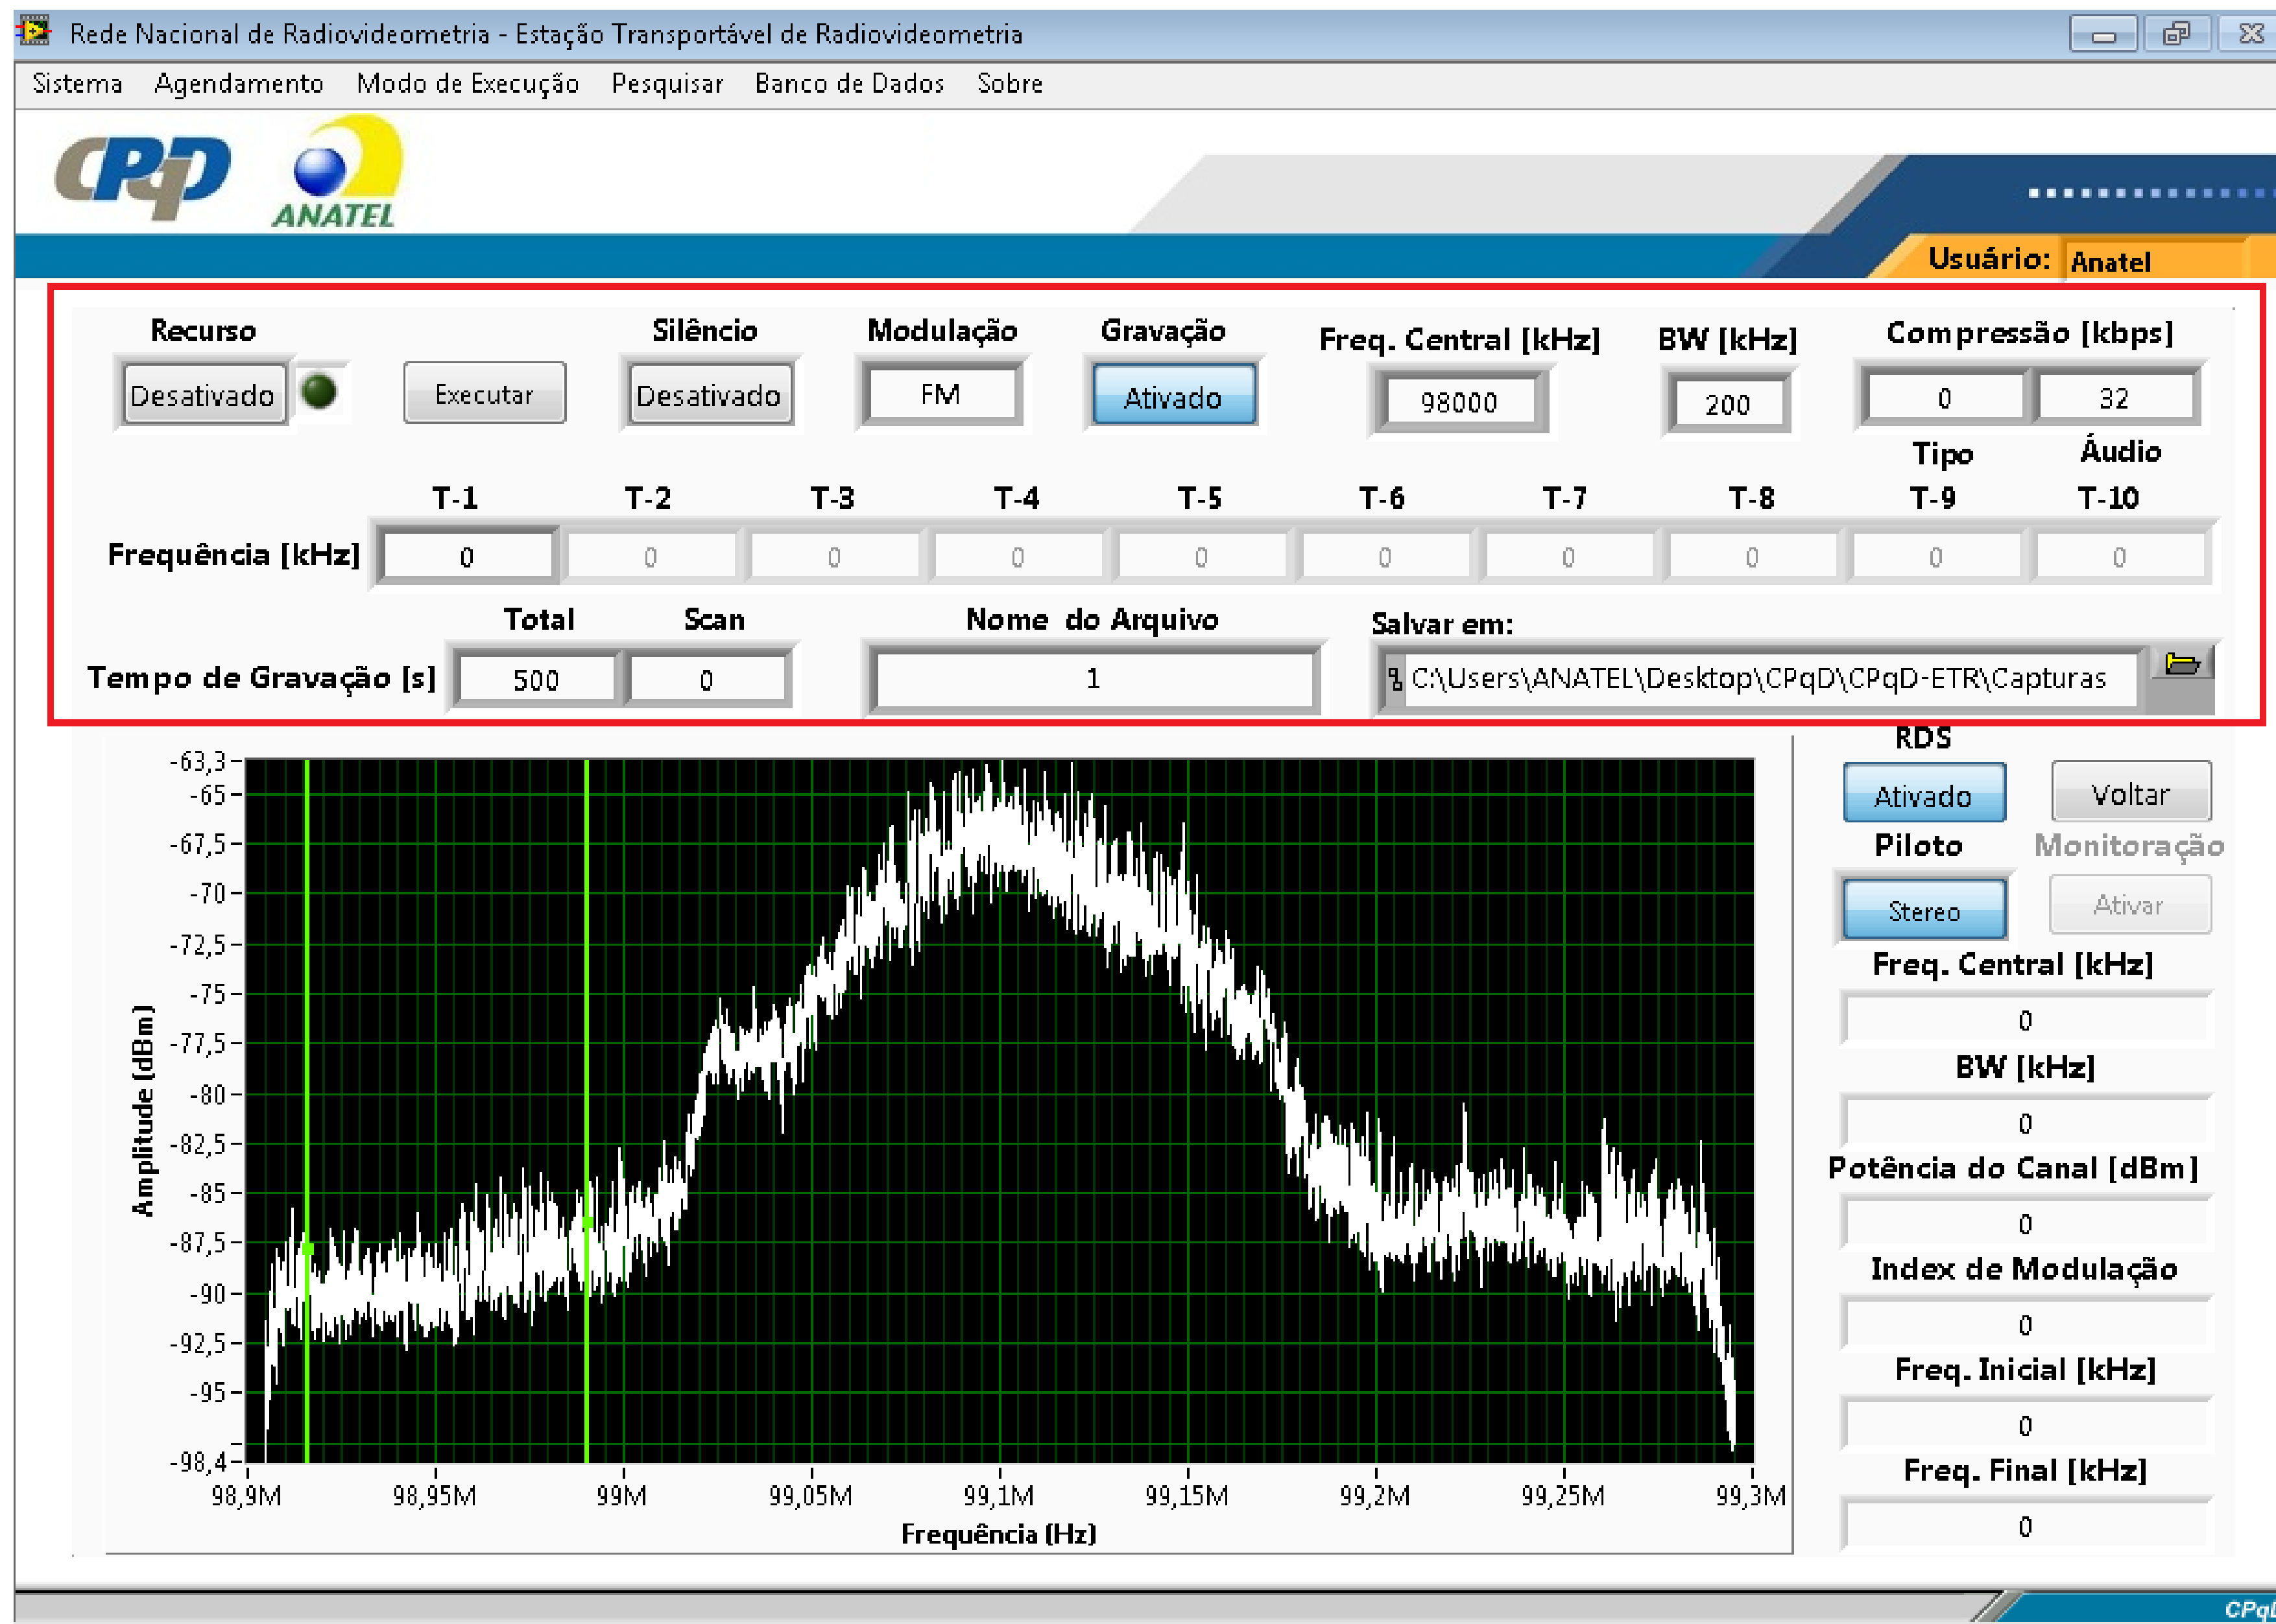 Rede Nacional de Radiovideometria - Estação Transportável de Radiovideometria
Sistema Agendamento Modo de Execução Pesquisar Banco de Dados Sobre
CPqD
ANATEL
Usuário: Anatel
Recurso Silêncio Modulação Gravação Freq. Central [kHz] BW [kHz] Compressão [kbps]
Desativado Executar Desativado FM Ativado 98000 200 0 32
Tipo Áudio
T-1 T-2 T-3 T-4 T-5 T-6 T-7 T-8 T-9 T-10
Frequência [kHz] 0 0 0 0 0 0 0 0 0 0
Total Scan Nome do Arquivo Salvar em:
Tempo de Gravação [s] 500 0 1 C:\Users\ANATEL\Desktop\CPqD\CPqD-ETR\Capturas
RDS
Ativado Voltar
Piloto Monitoração
Stereo Ativar
Freq. Central [kHz]
0
BW [kHz]
0
Potência do Canal [dBm]
0
Index de Modulação
0
Freq. Inicial [kHz]
0
Freq. Final [kHz]
0
Amplitude (dBm)
-63,3
-65
-67,5
-70
-72,5
-75
-77,5
-80
-82,5
-85
-87,5
-90
-92,5
-95
-98,4
98,9M 98,95M 99M 99,05M 99,1M 99,15M 99,2M 99,25M 99,3M
Frequência (Hz)